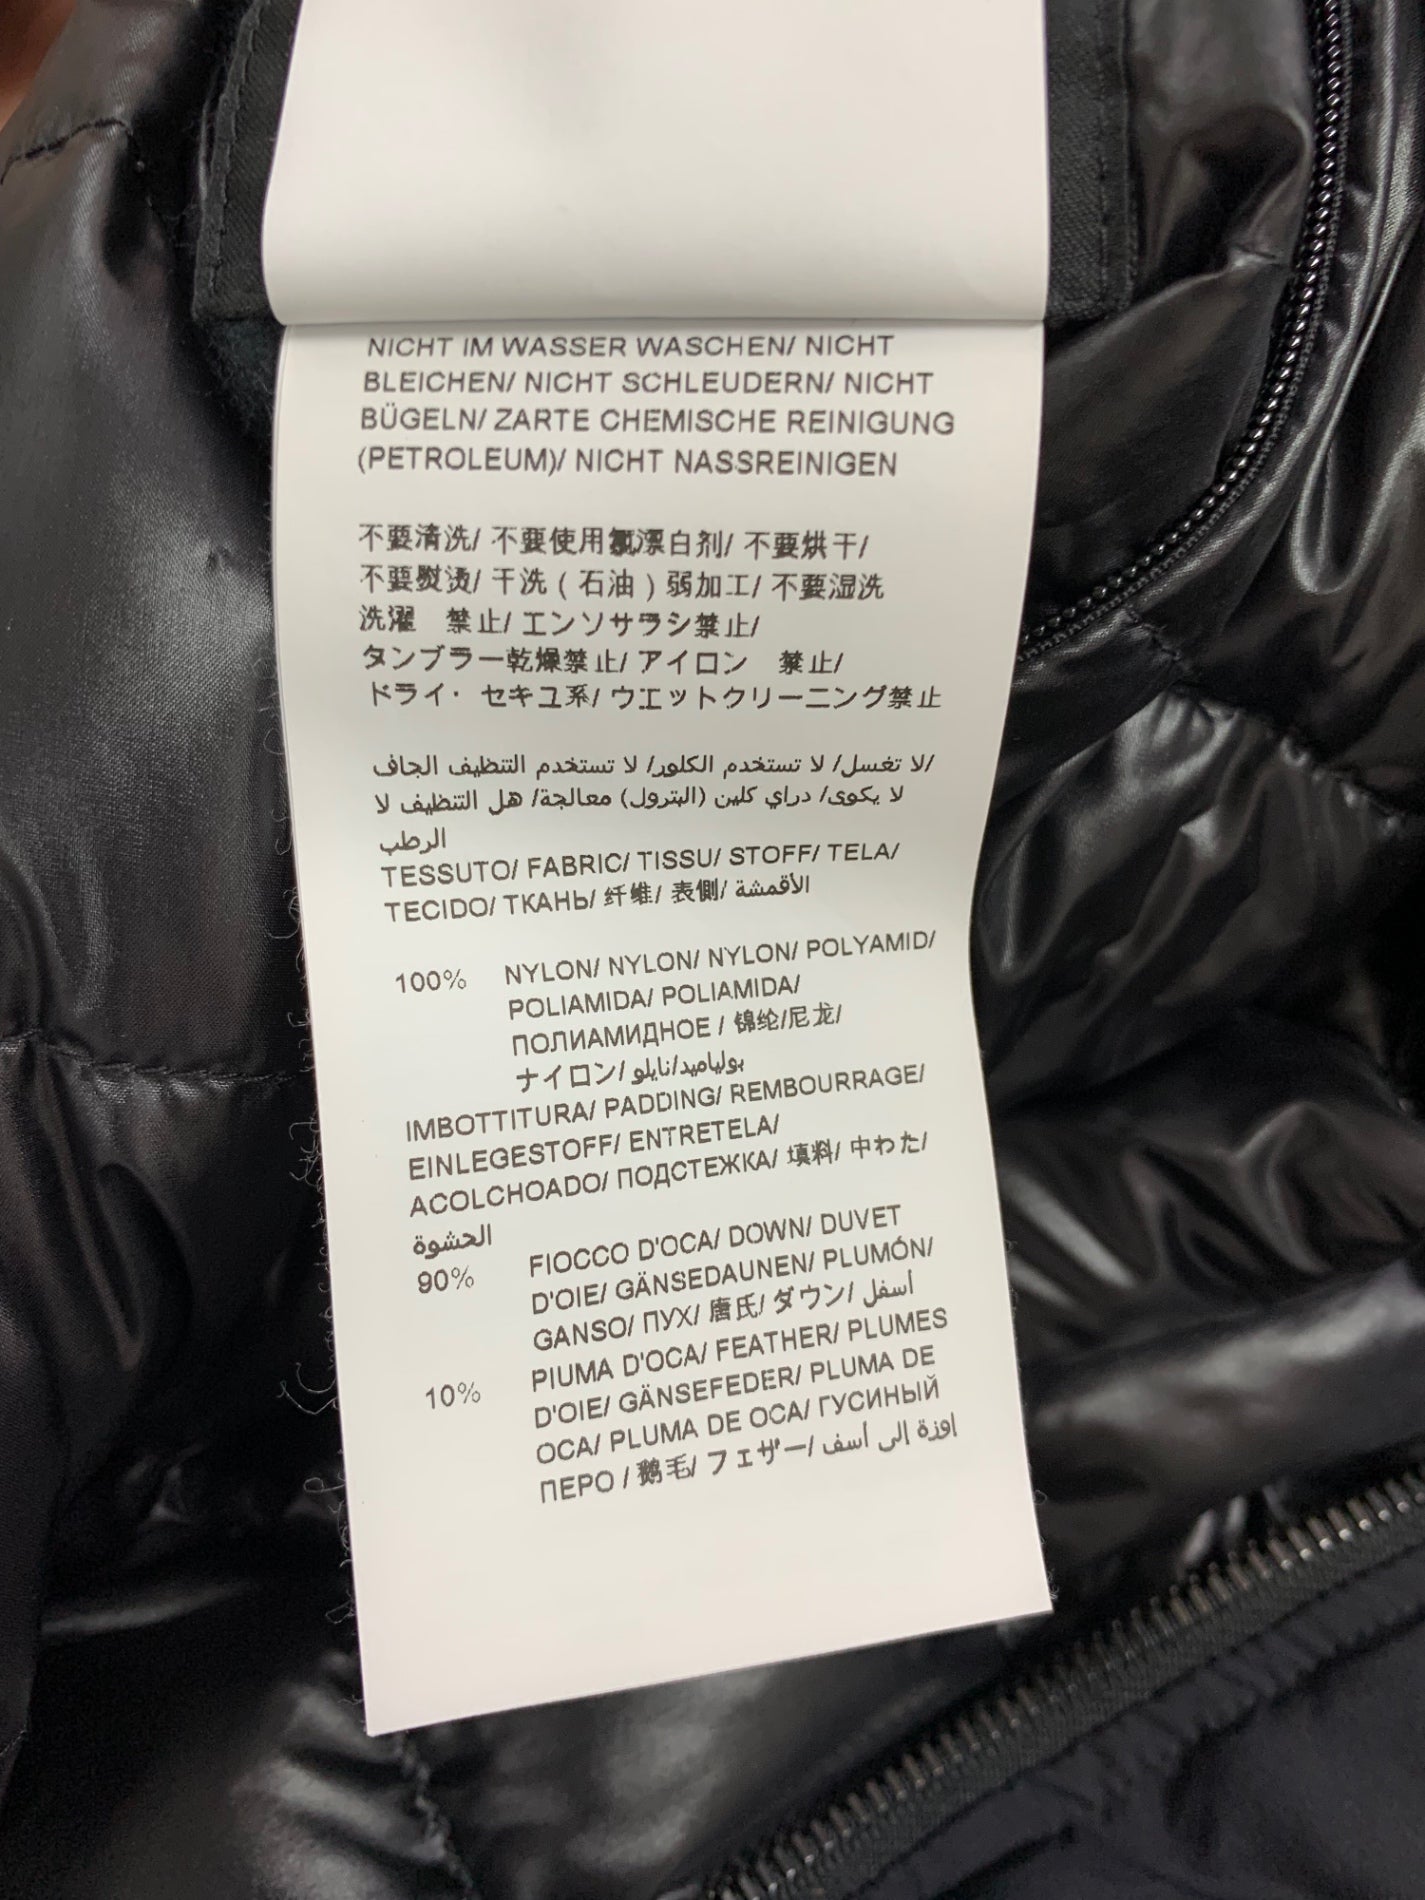 NICHT IM WASSER WASCHEN/ NICHT
BLEICHEN/ NICHT SCHLEUDERN/ NICHT
BÜGELN/ ZARTE CHEMISCHE REINIGUNG
(PETROLEUM)/ NICHT NASSREINIGEN
不要清洗/ 不要使用氯漂白剂/ 不要烘干/
不要熨烫/ 干洗 ( 石油 ) 弱加工/ 不要湿洗
洗濯 禁止/ エンソサラシ禁止/
タンブラー乾燥禁止/ アイロン 禁止/
ドライ・ セキユ系/ ウエットクリーニング禁止
لا تغسل/ لا تستخدم الكلور/ لا تستخدم التنظيف الجاف/
لا يكوى/ دراي كلين (البترول) معالجة/ هل التنظيف لا
الرطب
TESSUTO/ FABRIC/ TISSU/ STOFF/ TELA/
TECIDO/ ТКАНЬ/ 纤维/ 表側/ الأقمشة
100% NYLON/ NYLON/ NYLON/ POLYAMID/
POLIAMIDA/ POLIAMIDA/
ПОЛИАМИДНОЕ / 锦纶/尼龙/
ナイロン/ بولياميد/نايلو
IMBOTTITURA/ PADDING/ REMBOURRAGE/
EINLEGESTOFF/ ENTRETELA/
ACOLCHOADO/ ПОДСТЕЖКА/ 填料/ 中わた/
الحشوة
90% FIOCCO D'OCA/ DOWN/ DUVET
D'OIE/ GÄNSEDAUNEN/ PLUMÓN/
GANSO/ ПУХ/ 唐氏/ ダウン/ أسفل
10% PIUMA D'OCA/ FEATHER/ PLUMES
D'OIE/ GÄNSEFEDER/ PLUMA DE
OCA/ PLUMA DE OCA/ ГУСИНЫЙ
ПЕРО / 鹅毛/ フェザー/ اوزة إلى أسف